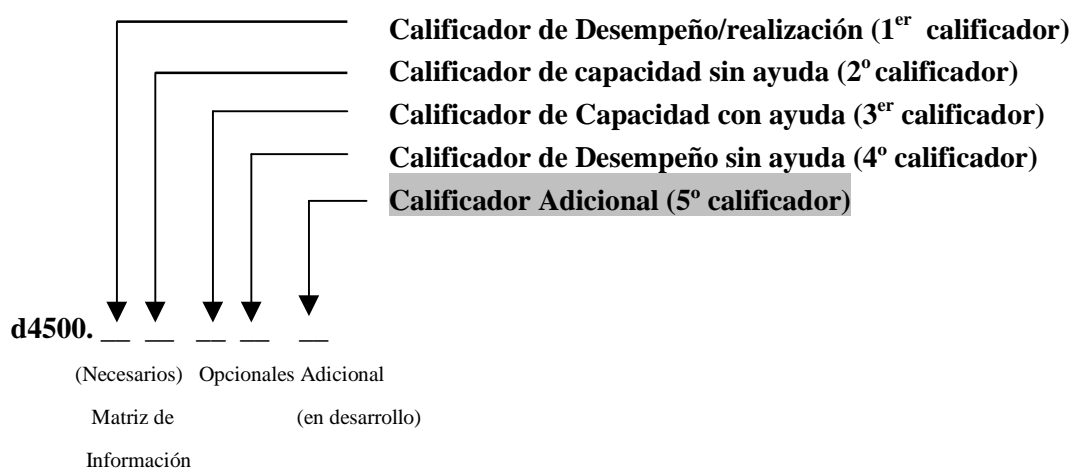 Calificador de Desempeño/realización (1er calificador)
Calificador de capacidad sin ayuda (2º calificador)
Calificador de Capacidad con ayuda (3er calificador)
Calificador de Desempeño sin ayuda (4º calificador)
Calificador Adicional (5º calificador)
d4500. __ __ __ __ __
(Necesarios) Opcionales Adicional
Matriz de (en desarrollo)
Información